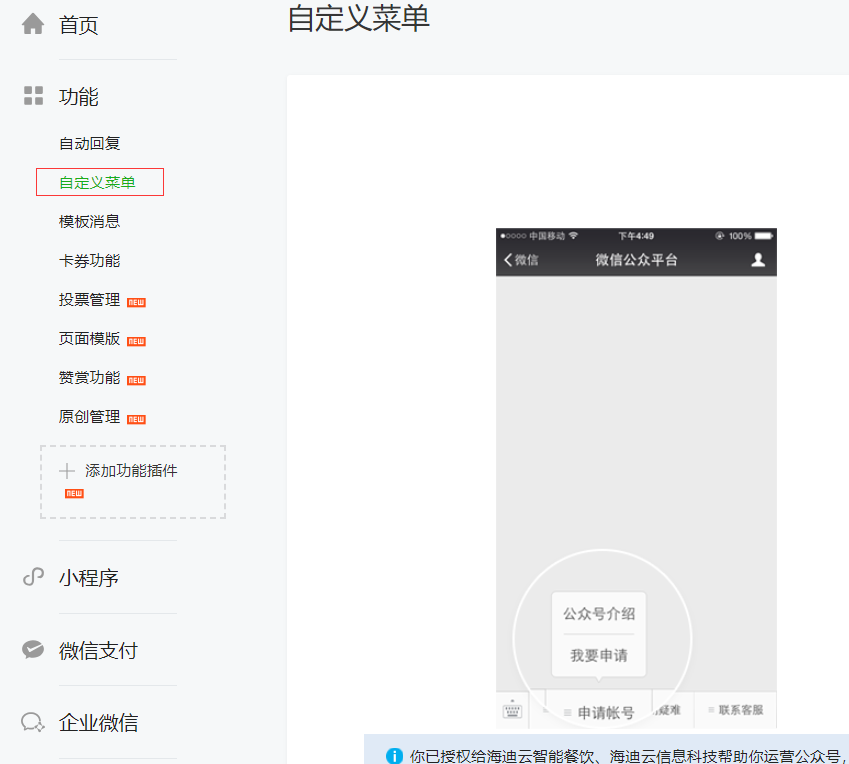 首页
自定义菜单
功能
自动回复
自定义菜单
模板消息
卡券功能
投票管理 NEW
页面模版 NEW
赞赏功能 NEW
原创管理 NEW
添加功能插件
NEW
小程序
微信支付
企业微信
中国移动 下午4:49 100%
微信 微信公众平台
公众号介绍
我要申请
申请帐号 疑难 联系客服
你已授权给海迪云智能餐饮、海迪云信息科技帮助你运营公众号，